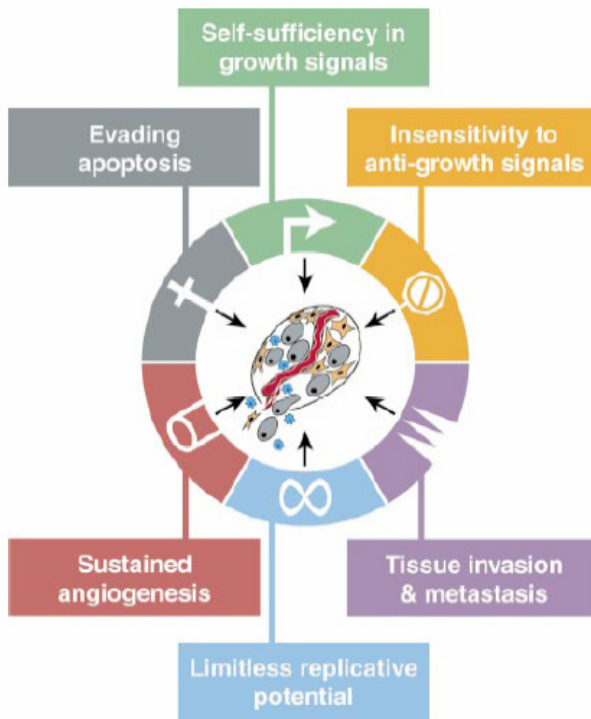 Self-sufficiency in
growth signals
Evading
apoptosis
Insensitivity to
anti-growth signals
Sustained
angiogenesis
Tissue invasion
& metastasis
Limitless replicative
potential